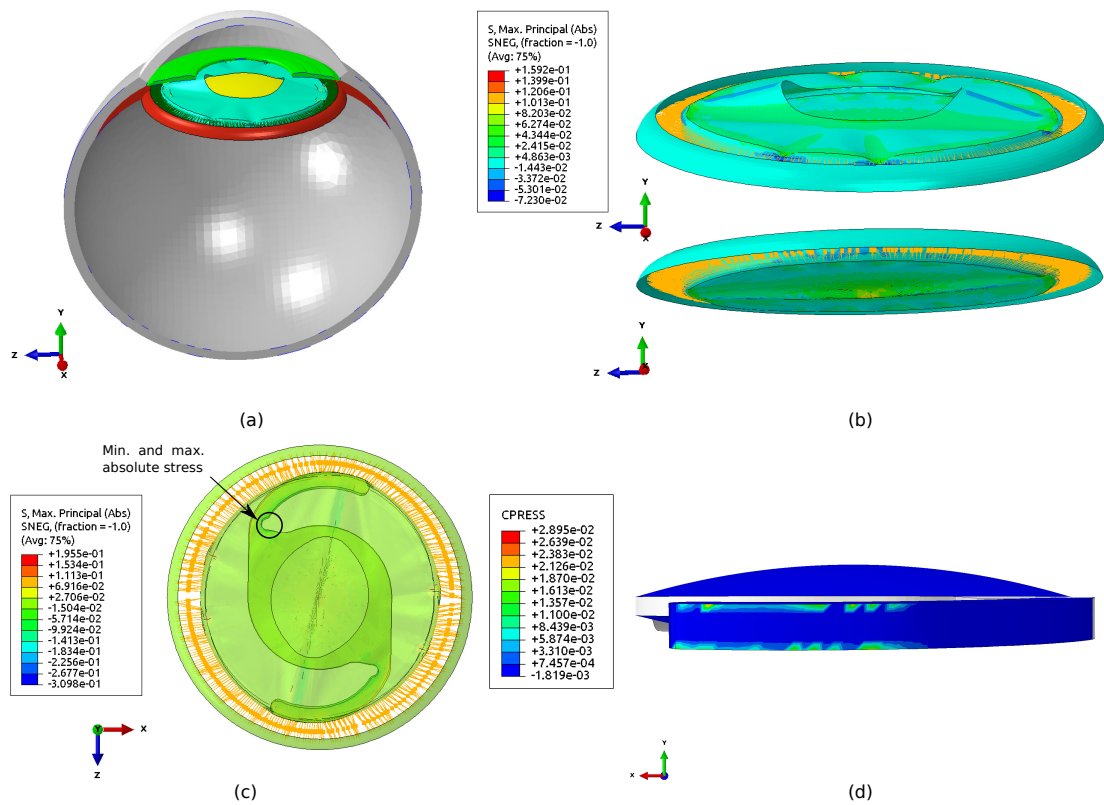 Y
Z
X
(a)
S, Max. Principal (Abs)
SNEG, (fraction = -1.0)
(Avg: 75%)
+1.592e-01
+1.399e-01
+1.206e-01
+1.013e-01
+8.203e-02
+6.274e-02
+4.344e-02
+2.415e-02
+4.863e-03
-1.443e-02
-3.372e-02
-5.301e-02
-7.230e-02
Y
Z
X
Y
Z
X
(b)
Min. and max.
absolute stress
S, Max. Principal (Abs)
SNEG, (fraction = -1.0)
(Avg: 75%)
+1.955e-01
+1.534e-01
+1.113e-01
+6.916e-02
+2.706e-02
-1.504e-02
-5.714e-02
-9.924e-02
-1.413e-01
-1.834e-01
-2.256e-01
-2.677e-01
-3.098e-01
Y
X
Z
(c)
CPRESS
+2.895e-02
+2.639e-02
+2.383e-02
+2.126e-02
+1.870e-02
+1.613e-02
+1.357e-02
+1.100e-02
+8.439e-03
+5.874e-03
+3.310e-03
+7.457e-04
-1.819e-03
Y
X
Z
(d)